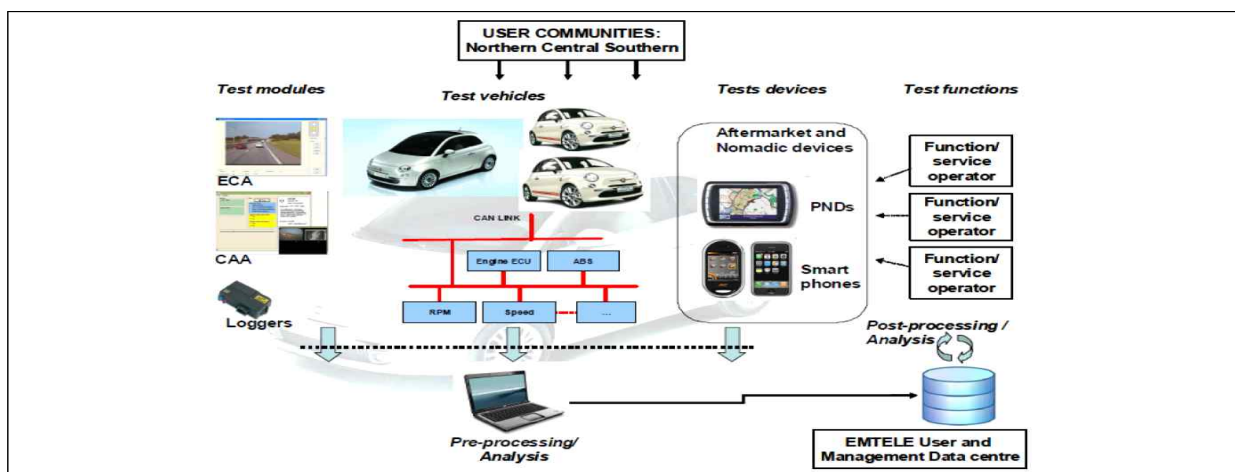 USER COMMUNITIES:
Northern Central Southern
Test modules
Test vehicles
Tests devices
Test functions
ECA
CAA
Loggers
CAN LINK
Engine ECU
ABS
RPM
Speed
...
Aftermarket and
Nomadic devices
PNDs
Smart
phones
Function/
service
operator
Function/
service
operator
Function/
service
operator
Post-processing /
Analysis
Pre-processing/
Analysis
EMTELE User and
Management Data centre